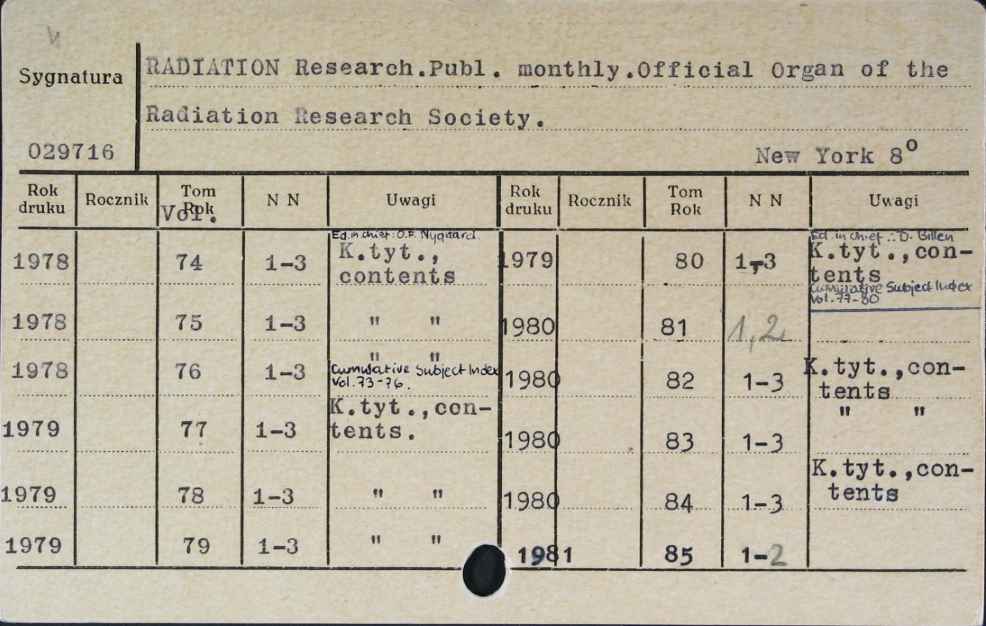 Sygnatura
RADIATION Research.Publ. monthly.Official Organ of the
Radiation Research Society.
029716
New York 8°
Rok druku Rocznik Tom Rok N N Uwagi Rok druku Rocznik Tom Rok N N Uwagi
Vol.
Ed. in chief: O.F. Nygaard.
1978 74 1-3 K.tyt.,
contents
1978 75 1-3 " "
1978 76 1-3 " "
Cumulative Subject Index
Vol. 73-76.
1979 77 1-3 K.tyt.,con-
tents.
1979 78 1-3 " "
1979 79 1-3 " "
Ed. in chief.: D. Billen
1979 80 1-3 K.tyt.,con-
tents
Cumulative Subject Index
Vol. 77-80
1980 81 1,2
1980 82 1-3 K.tyt.,con-
tents
1980 83 1-3 " "
1980 84 1-3 K.tyt.,con-
tents
1981 85 1-2